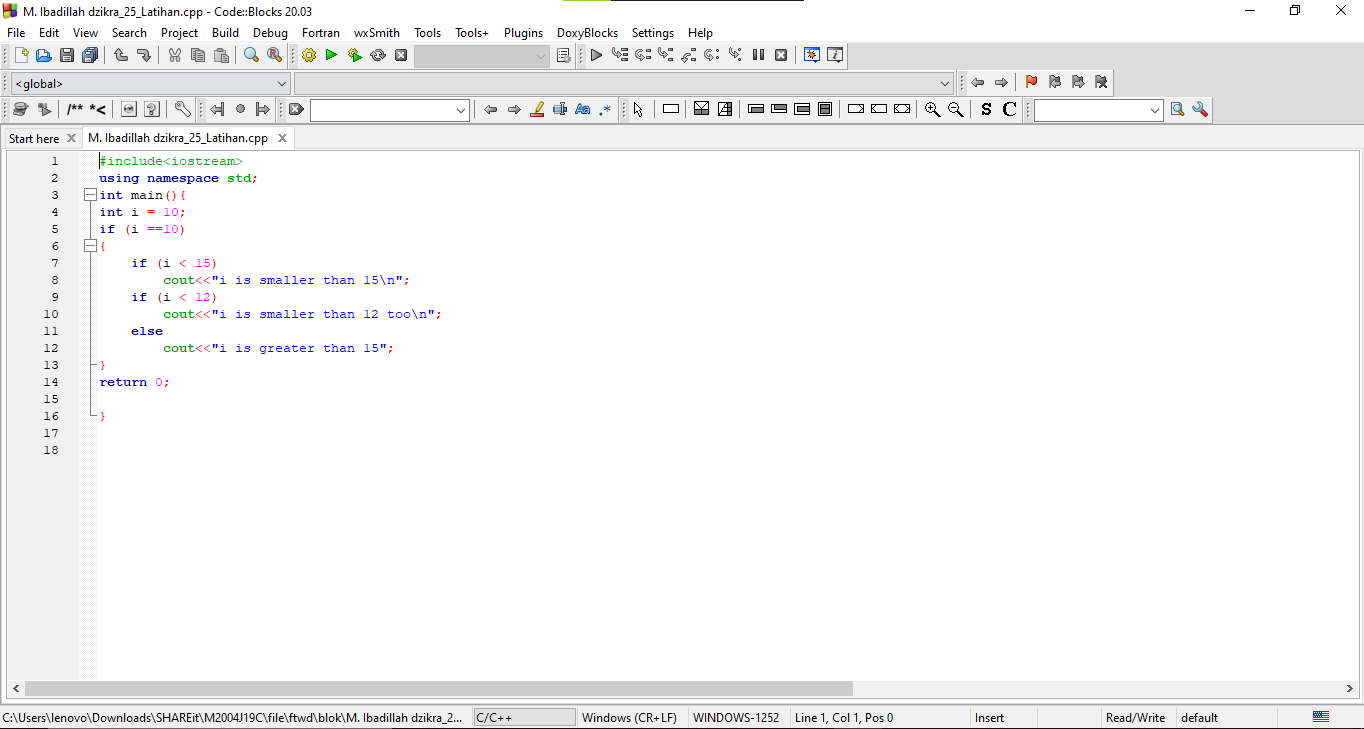 M. Ibadillah dzikra_25_Latihan.cpp - Code::Blocks 20.03
File Edit View Search Project Build Debug Fortran wxSmith Tools Tools+ Plugins DoxyBlocks Settings Help
<global>
/** *<
Aa .*
S C
Start here M. Ibadillah dzikra_25_Latihan.cpp
1 #include<iostream>
2 using namespace std;
3 int main(){
4 int i = 10;
5 if (i ==10)
6 {
7 if (i < 15)
8 cout<<"i is smaller than 15\n";
9 if (i < 12)
10 cout<<"i is smaller than 12 too\n";
11 else
12 cout<<"i is greater than 15";
13 }
14 return 0;
15
16 }
17
18
C:\Users\lenovo\Downloads\SHAREit\M2004J19C\file\ftwd\blok\M. Ibadillah dzikra_2... C/C++ Windows (CR+LF) WINDOWS-1252 Line 1, Col 1, Pos 0 Insert Read/Write default